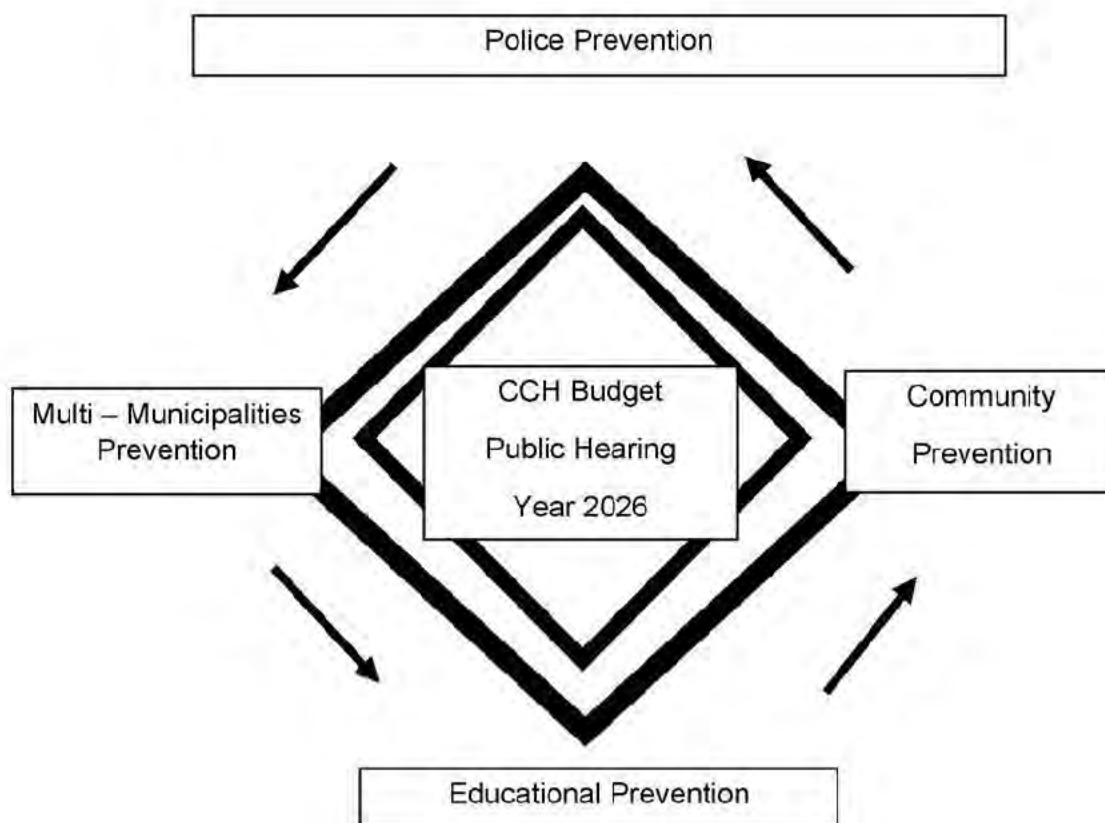 Police Prevention
Multi – Municipalities
Prevention
CCH Budget
Public Hearing
Year 2026
Community
Prevention
Educational Prevention